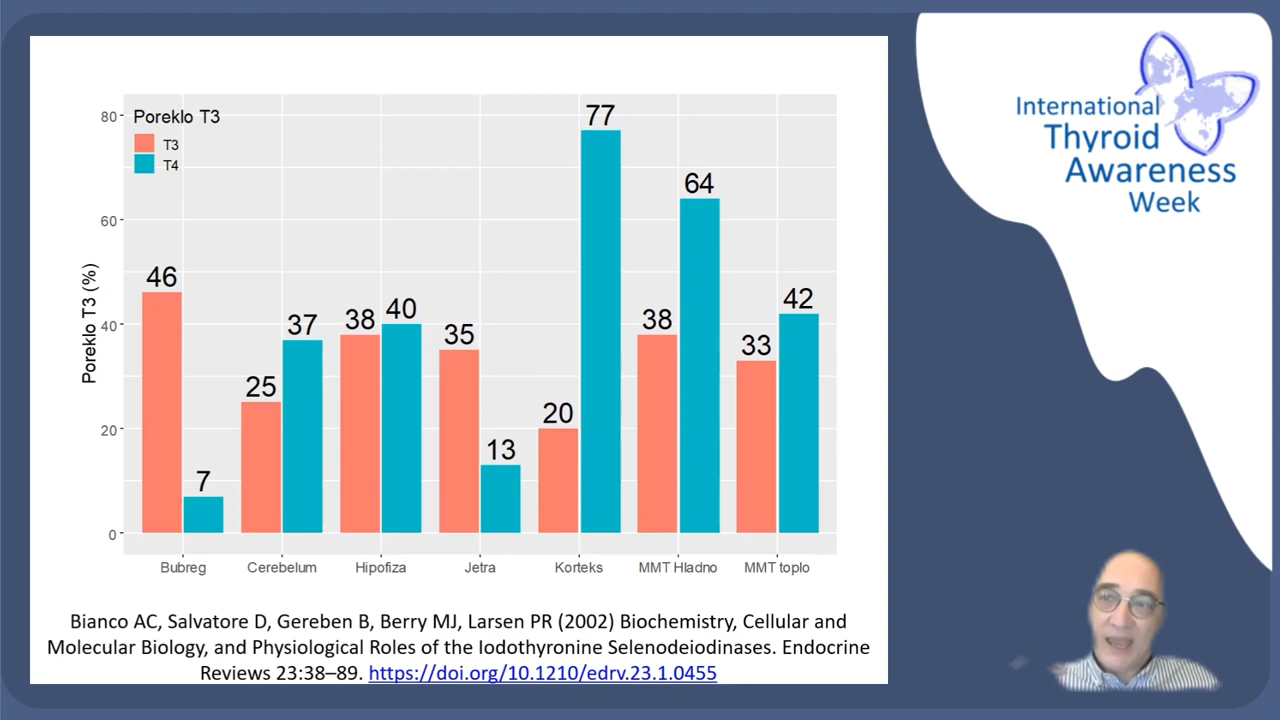 International
Thyroid
Awareness
Week
Poreklo T3
T3
T4
Poreklo T3 (%)
80
60
40
20
0
46
7
25
37
38
40
35
13
20
77
38
64
33
42
Bubreg
Cerebelum
Hipofiza
Jetra
Korteks
MMT Hladno
MMT toplo
Bianco AC, Salvatore D, Gereben B, Berry MJ, Larsen PR (2002) Biochemistry, Cellular and
Molecular Biology, and Physiological Roles of the Iodothyronine Selenodeiodinases. Endocrine
Reviews 23:38–89. https://doi.org/10.1210/edrv.23.1.0455